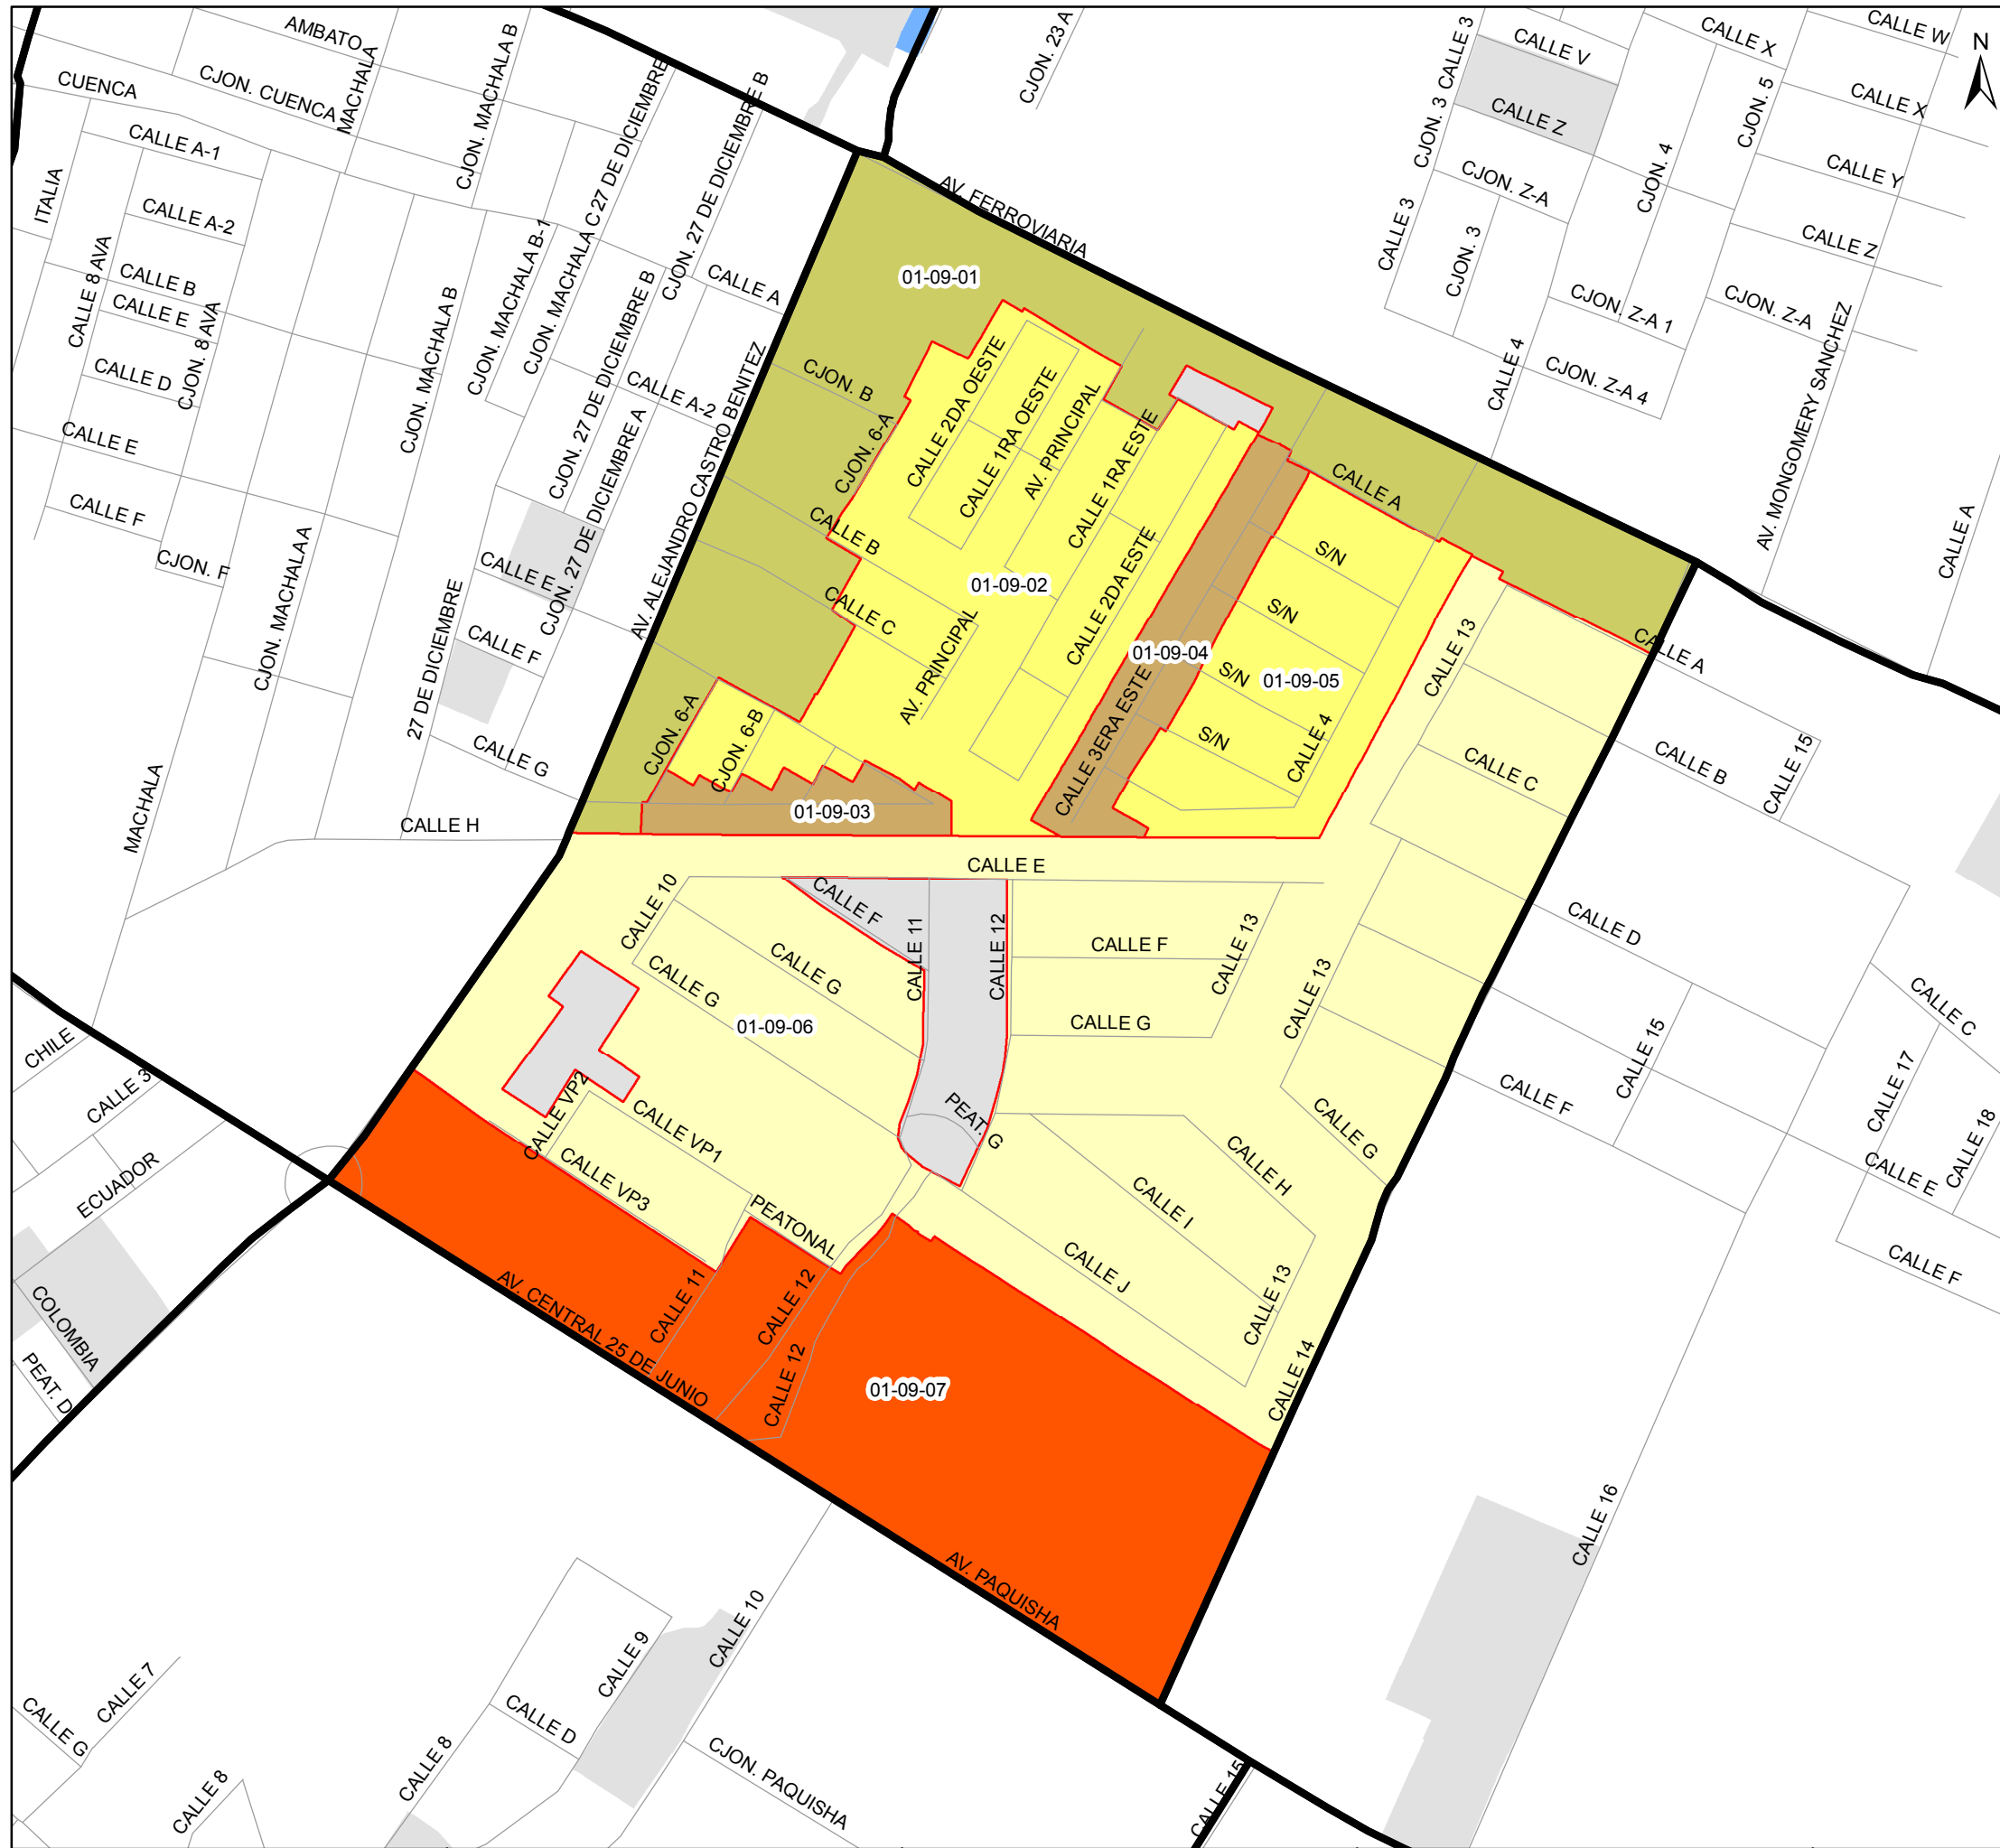 AMBATO
MACHALA
CJON. MACHALA B
CUENCA
CJON. CUENCA
CJON. MACHALA C 27 DE DICIEMBRE
CJON. 27 DE DICIEMBRE B
CJON. 23 A
CJON. 3 CALLE 3
CALLE V
CALLE X
CALLE W
N
CALLE Z
CJON. 5
CALLE X
CALLE A-1
ITALIA
CALLE A-2
CALLE 8 AVA
CALLE B
CALLE E
CJON. 8 AVA
CALLE D
CALLE E
CALLE F
CJON. F
CJON. MACHALA B
CJON. MACHALA B-1
CJON. 27 DE DICIEMBRE B
CALLE A
CALLE A-2
CJON. 27 DE DICIEMBRE A
AV. ALEJANDRO CASTRO BENITEZ
AV. FERROVIARIA
CALLE 3
CJON. Z-A
CJON. 3
CJON. 4
CALLE Y
CALLE Z
CJON. Z-A 1
CJON. Z-A
CJON. Z-A 4
CALLE 4
AV. MONGOMERY SANCHEZ
CALLE A
01-09-01
CJON. B
CJON. 6-A
CALLE 2DA OESTE
CALLE 1RA OESTE
AV. PRINCIPAL
CALLE 1RA ESTE
CALLE A
CALLE B
01-09-02
CALLE 2DA ESTE
S/N
S/N
CALLE C
AV. PRINCIPAL
01-09-04
S/N
01-09-05
CALLE 13
CALLE A
S/N
CALLE 4
CALLE 3ERA ESTE
CJON. MACHALA A
27 DE DICIEMBRE
CALLE E
CALLE F
CALLE G
CJON. 6-A
CJON. 6-B
01-09-03
CALLE C
CALLE B
CALLE 15
MACHALA
CALLE H
CALLE E
CALLE 10
CALLE F
CALLE 11
CALLE 12
CALLE F
CALLE 13
CALLE D
CALLE G
CALLE G
01-09-06
CALLE G
CALLE 13
CALLE C
CALLE 15
CALLE 17
CALLE F
CALLE 18
CHILE
CALLE 3
ECUADOR
COLOMBIA
PEAT. D
CALLE VP2
CALLE VP1
CALLE VP3
PEAT. G
CALLE G
CALLE H
CALLE I
CALLE E
CALLE F
PEATONAL
CALLE J
CALLE 13
CALLE 11
CALLE 12
CALLE 12
AV. CENTRAL 25 DE JUNIO
01-09-07
CALLE 14
CALLE 16
AV. PAQUISHA
CALLE 10
CALLE 9
CALLE 7
CALLE G
CALLE D
CALLE 8
CALLE 8
CJON. PAQUISHA
CALLE 15